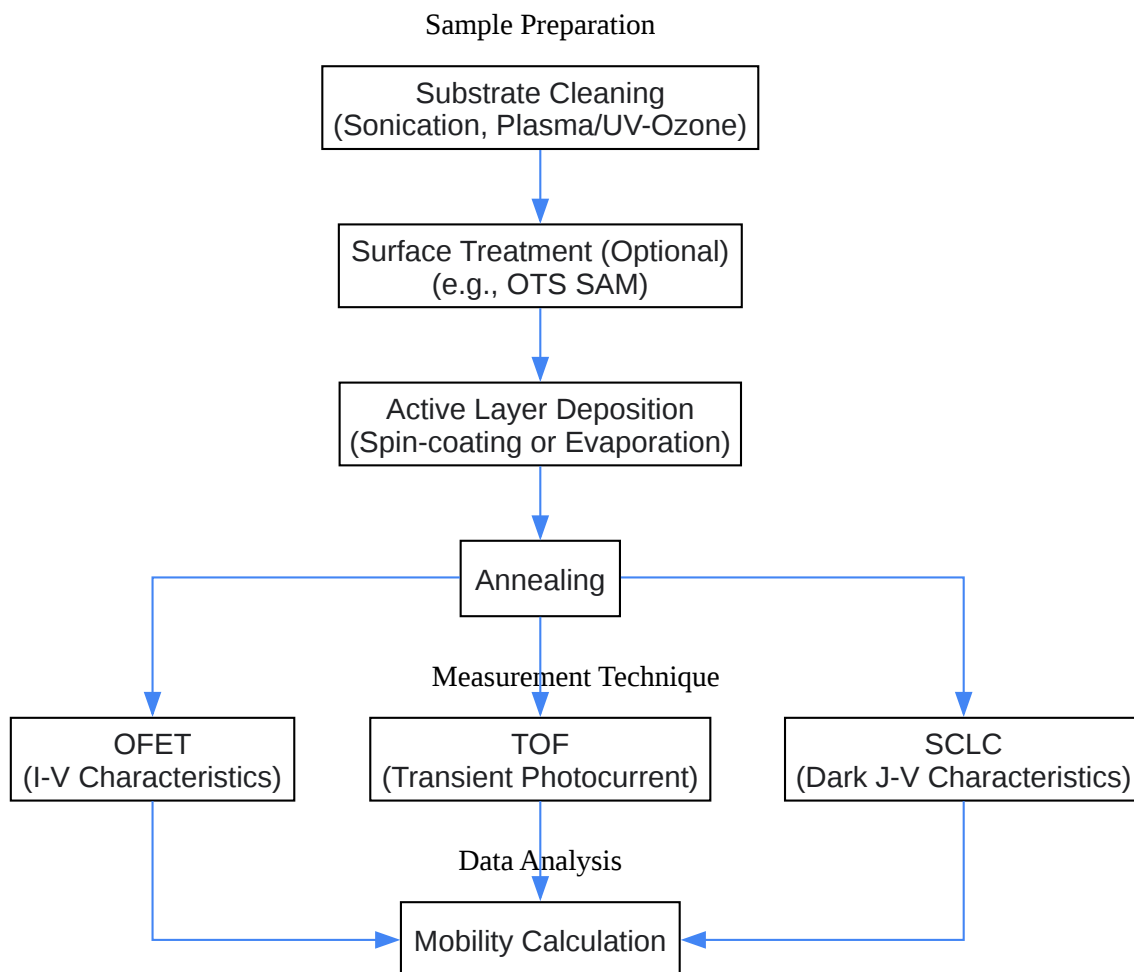 Sample Preparation
Substrate Cleaning
(Sonication, Plasma/UV-Ozone)
Surface Treatment (Optional)
(e.g., OTS SAM)
Active Layer Deposition
(Spin-coating or Evaporation)
Annealing
Measurement Technique
OFET
(I-V Characteristics)
TOF
(Transient Photocurrent)
SCLC
(Dark J-V Characteristics)
Data Analysis
Mobility Calculation